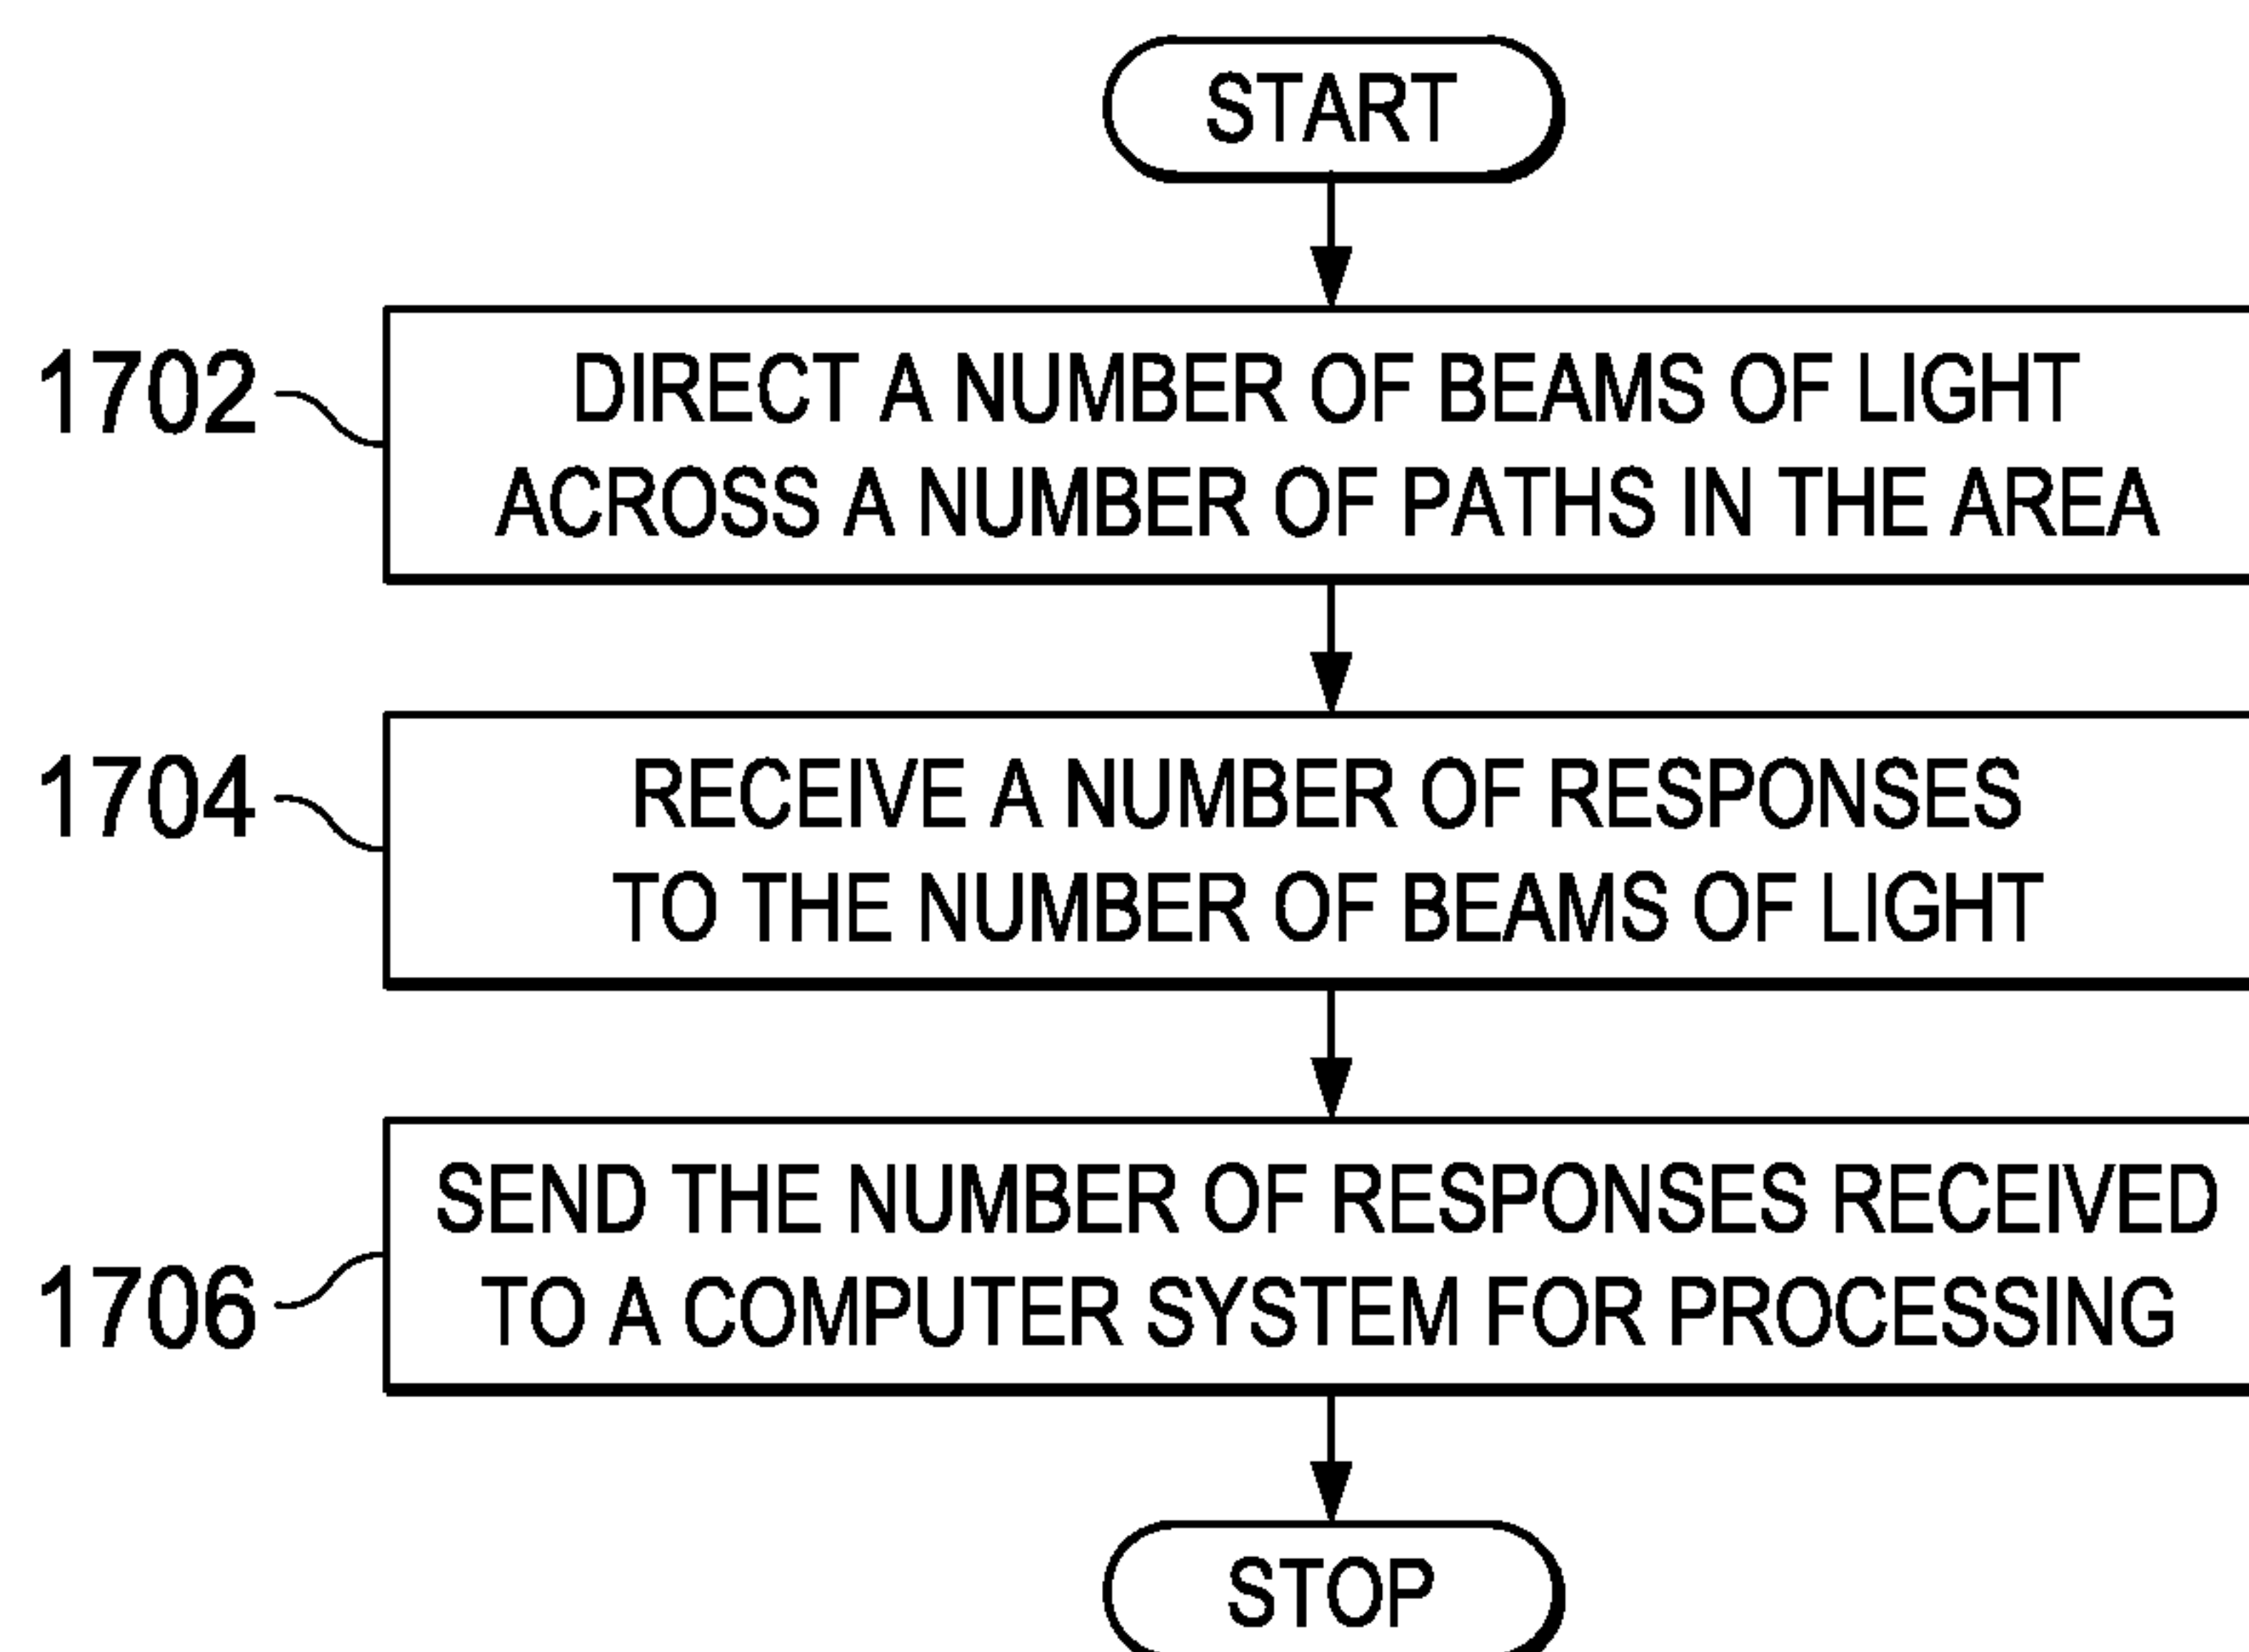 START
1702
DIRECT A NUMBER OF BEAMS OF LIGHT
ACROSS A NUMBER OF PATHS IN THE AREA
1704
RECEIVE A NUMBER OF RESPONSES
TO THE NUMBER OF BEAMS OF LIGHT
SEND THE NUMBER OF RESPONSES RECEIVED
1706
TO A COMPUTER SYSTEM FOR PROCESSING
STOP